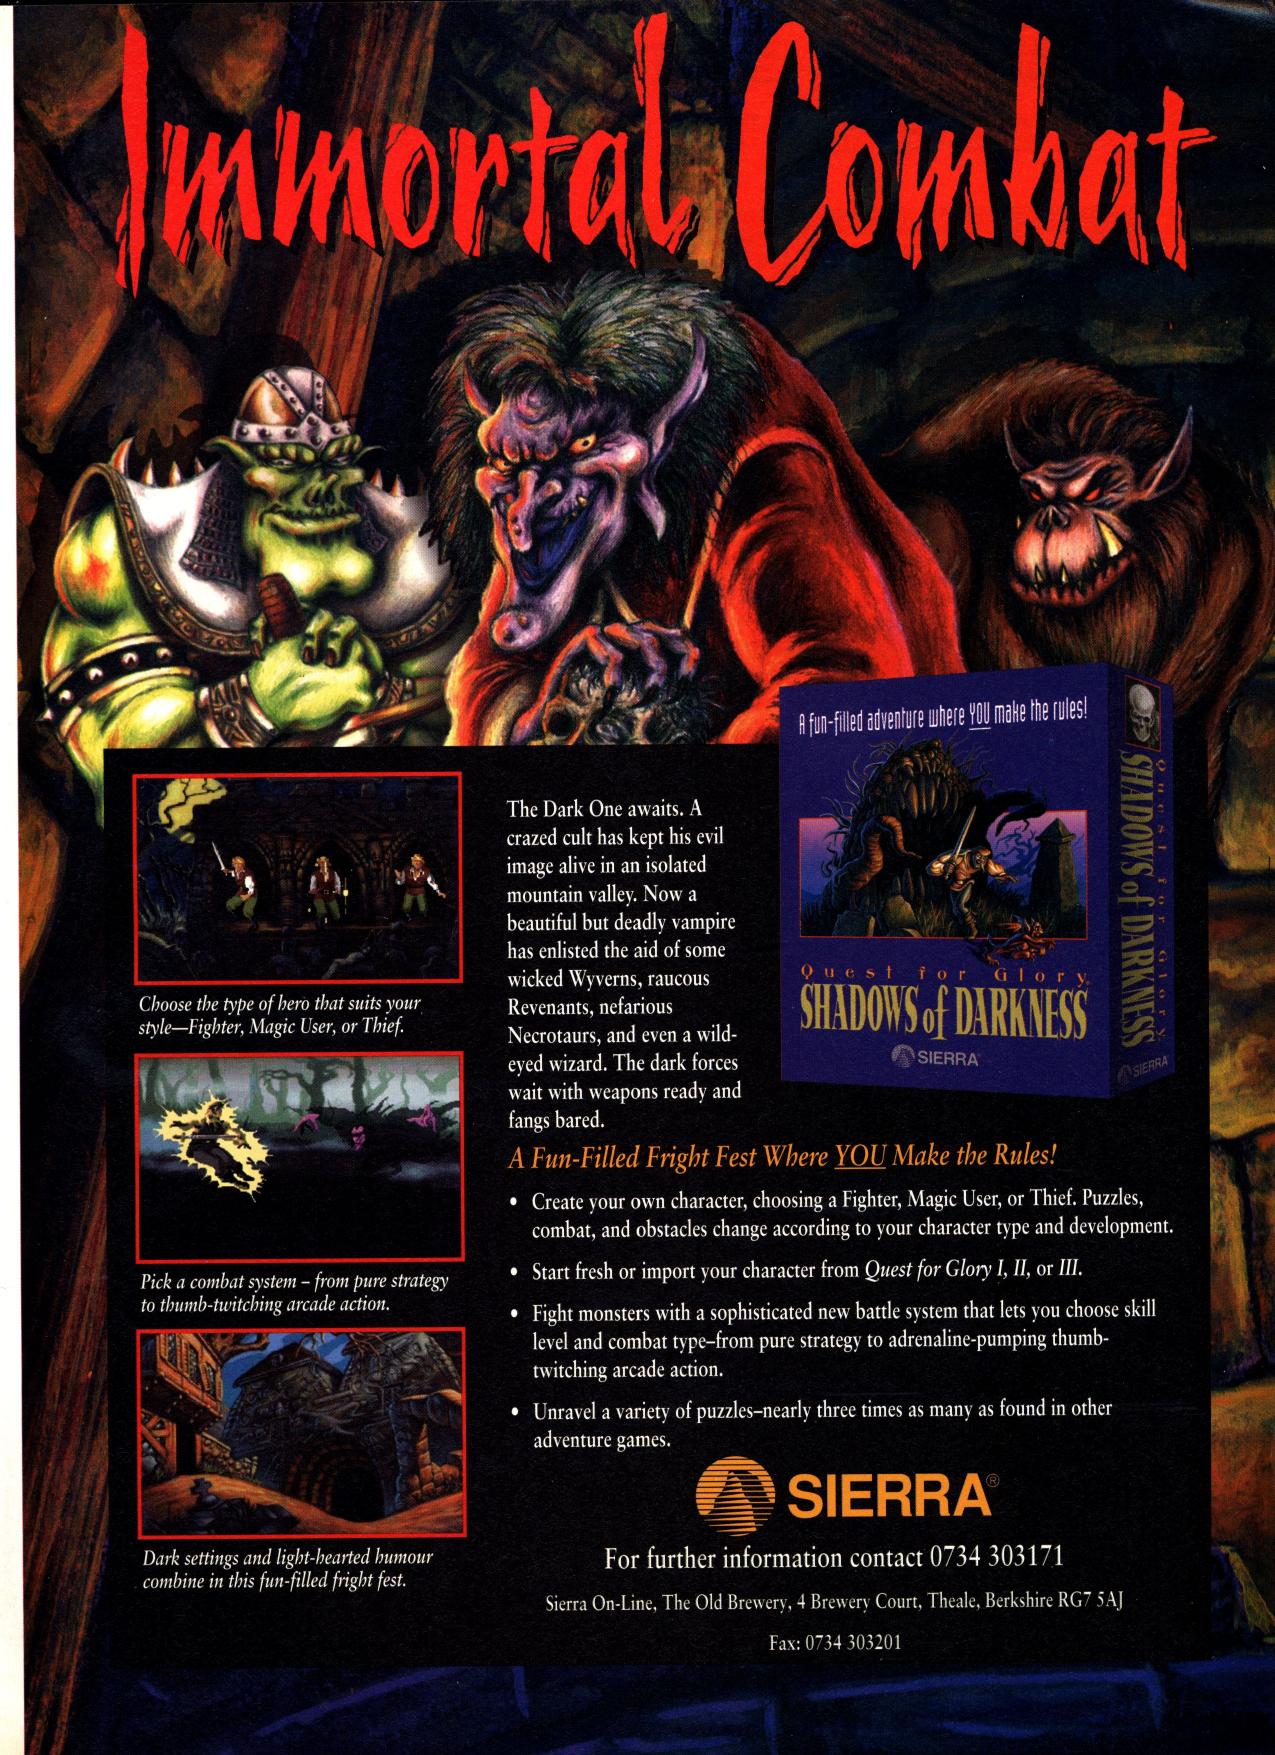 Immortal Combat
A fun-filled adventure where YOU make the rules!
Quest for Glory
SHADOWS of DARKNESS
SIERRA
Quest for Glory
SHADOWS of DARKNESS
SIERRA
Choose the type of hero that suits your
style—Fighter, Magic User, or Thief.
Pick a combat system – from pure strategy
to thumb-twitching arcade action.
Dark settings and light-hearted humour
combine in this fun-filled fright fest.
The Dark One awaits. A
crazed cult has kept his evil
image alive in an isolated
mountain valley. Now a
beautiful but deadly vampire
has enlisted the aid of some
wicked Wyverns, raucous
Revenants, nefarious
Necrotaurs, and even a wild-
eyed wizard. The dark forces
wait with weapons ready and
fangs bared.
A Fun-Filled Fright Fest Where YOU Make the Rules!
• Create your own character, choosing a Fighter, Magic User, or Thief. Puzzles,
combat, and obstacles change according to your character type and development.
• Start fresh or import your character from Quest for Glory I, II, or III.
• Fight monsters with a sophisticated new battle system that lets you choose skill
level and combat type–from pure strategy to adrenaline-pumping thumb-
twitching arcade action.
• Unravel a variety of puzzles–nearly three times as many as found in other
adventure games.
SIERRA®
For further information contact 0734 303171
Sierra On-Line, The Old Brewery, 4 Brewery Court, Theale, Berkshire RG7 5AJ
Fax: 0734 303201